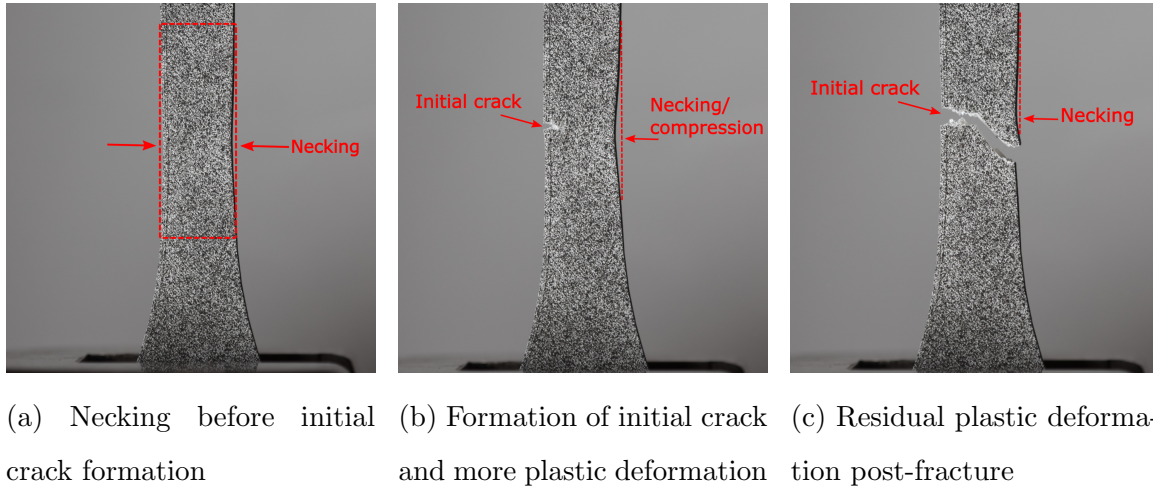 Necking
Initial crack
Necking/
compression
Initial crack
Necking
(a) Necking before initial
crack formation
(b) Formation of initial crack
and more plastic deformation
(c) Residual plastic deforma-
tion post-fracture